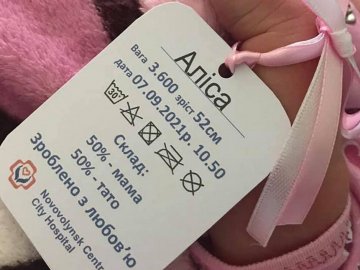 Аліса
Вага 3.600 зріст 52см
дата 07.09.2021р. 10:50
30°
Склад:
50% - мама
50% - тато
Зроблено з любов'ю
Novovolynsk Centr
City Hospital